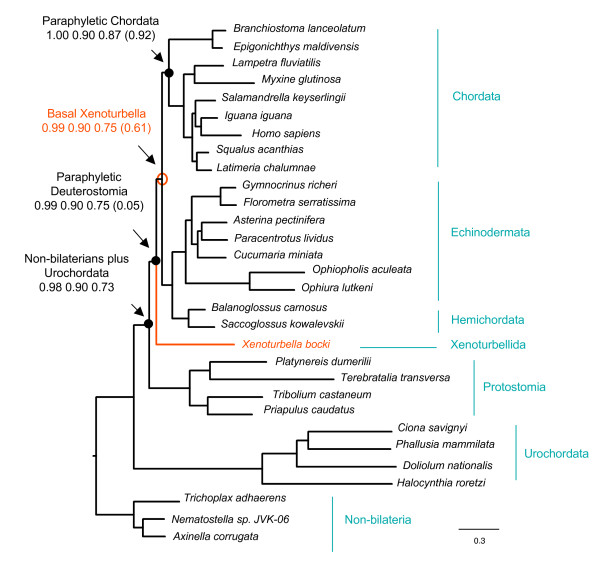 Paraphyletic Chordata
1.00 0.90 0.87 (0.92)
Basal Xenoturbella
0.99 0.90 0.75 (0.61)
Paraphyletic
Deuterostomia
0.99 0.90 0.75 (0.05)
Non-bilaterians plus
Urochordata
0.98 0.90 0.73
Branchiostoma lanceolatum
Epigonichthys maldivensis
Lampetra fluviatilis
Myxine glutinosa
Salamandrella keyserlingii
Iguana iguana
Homo sapiens
Squalus acanthias
Latimeria chalumnae
Chordata
Gymnocrinus richeri
Florometra serratissima
Asterina pectinifera
Paracentrotus lividus
Cucumaria miniata
Ophiopholis aculeata
Ophiura lutkeni
Echinodermata
Balanoglossus carnosus
Saccoglossus kowalevskii
Hemichordata
Xenoturbella bocki
Xenoturbellida
Platynereis dumerilii
Terebratalia transversa
Tribolium castaneum
Priapulus caudatus
Protostomia
Ciona savignyi
Phallusia mammilata
Doliolum nationalis
Halocynthia roretzi
Urochordata
Trichoplax adhaerens
Nematostella sp. JVK-06
Axinella corrugata
Non-bilateria
0.3